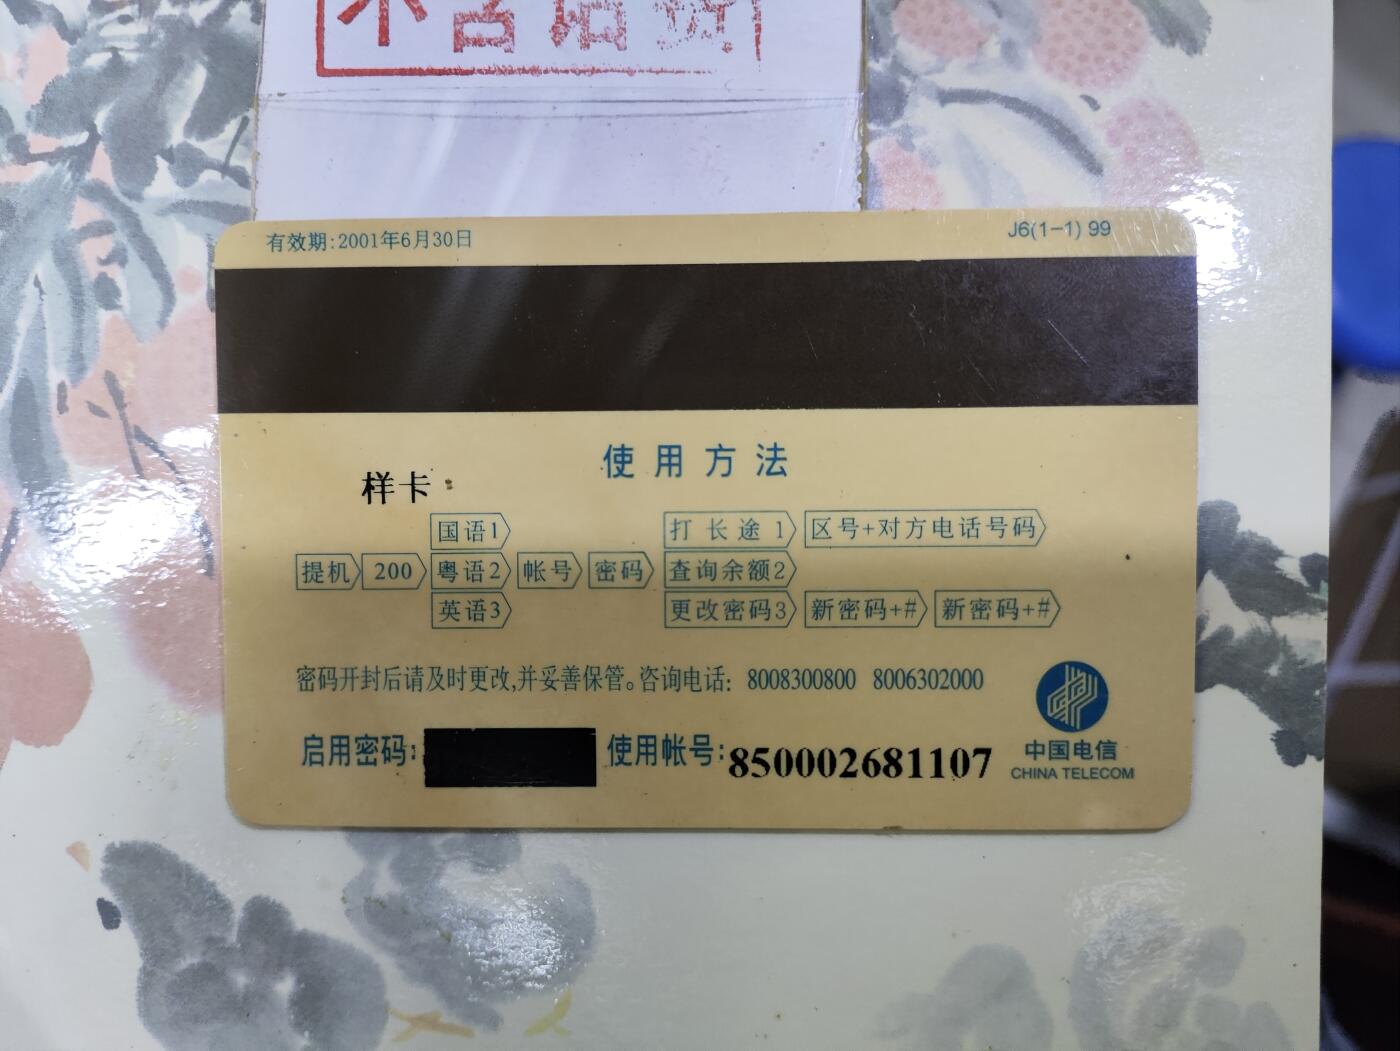 不含话费
有效期:2001年6月30日
J6(1-1) 99
使用方法
样卡
国语1
打长途1
区号+对方电话号码
提机
200
粤语2
帐号
密码
查询余额2
英语3
更改密码3
新密码+#
新密码+#
密码开封后请及时更改,并妥善保管。咨询电话: 8008300800 8006302000
启用密码:
使用帐号:850002681107
中国电信
CHINA TELECOM